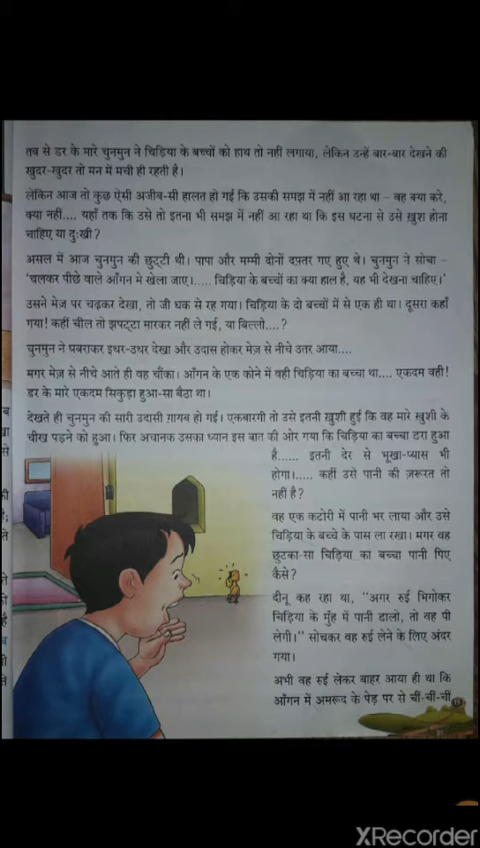 तब से डर के मारे चुनमुन ने चिड़िया के बच्चों को हाथ तो नहीं लगाया, लेकिन उन्हें बार-बार देखने की
खुदर-खुदर तो मन में मची ही रहती है।
लेकिन आज तो कुछ ऐसी अजीब-सी हालत हो गई कि उसकी समझ में नहीं आ रहा था – वह क्या करे,
क्या नहीं.... यहाँ तक कि उसे तो इतना भी समझ में नहीं आ रहा था कि इस घटना से उसे ख़ुश होना
चाहिए या दुःखी?
असल में आज चुनमुन की छुट्टी थी। पापा और मम्मी दोनों दफ़्तर गए हुए थे। चुनमुन ने सोचा –
'चलकर पीछे वाले आँगन मे खेला जाए।..... चिड़िया के बच्चों का क्या हाल है, यह भी देखना चाहिए।'
उसने मेज़ पर चढ़कर देखा, तो जी धक से रह गया। चिड़िया के दो बच्चों में से एक ही था। दूसरा कहाँ
गया! कहीं चील तो झपट्टा मारकर नहीं ले गई, या बिल्लो....?
चुनमुन ने घबराकर इधर-उधर देखा और उदास होकर मेज़ से नीचे उतर आया....
मगर मेज़ से नीचे आते ही वह चौंका। आँगन के एक कोने में वही चिड़िया का बच्चा था.... एकदम वही!
डर के मारे एकदम सिकुड़ा हुआ-सा बैठा था।
देखते ही चुनमुन की सारी उदासी ग़ायब हो गई। एकबारगी तो उसे इतनी ख़ुशी हुई कि वह मारे खुशी के
चीख पड़ने को हुआ। फिर अचानक उसका ध्यान इस बात की ओर गया कि चिड़िया का बच्चा डरा हुआ
है...... इतनी देर से भूखा-प्यास भी
होगा।..... कहीं उसे पानी की ज़रूरत तो
नहीं है?
वह एक कटोरी में पानी भर लाया और उसे
चिड़िया के बच्चे के पास ला रखा। मगर वह
छुटका-सा चिड़िया का बच्चा पानी पिए
कैसे?
दीनू कह रहा था, "अगर रुई भिगोकर
चिड़िया के मुँह में पानी डालो, तो वह पी
लेगी।" सोचकर वह रुई लेने के लिए अंदर
गया।
अभी वह रुई लेकर बाहर आया ही था कि
आँगन में अमरूद के पेड़ पर से चीं-चीं-चीं
XRecorder